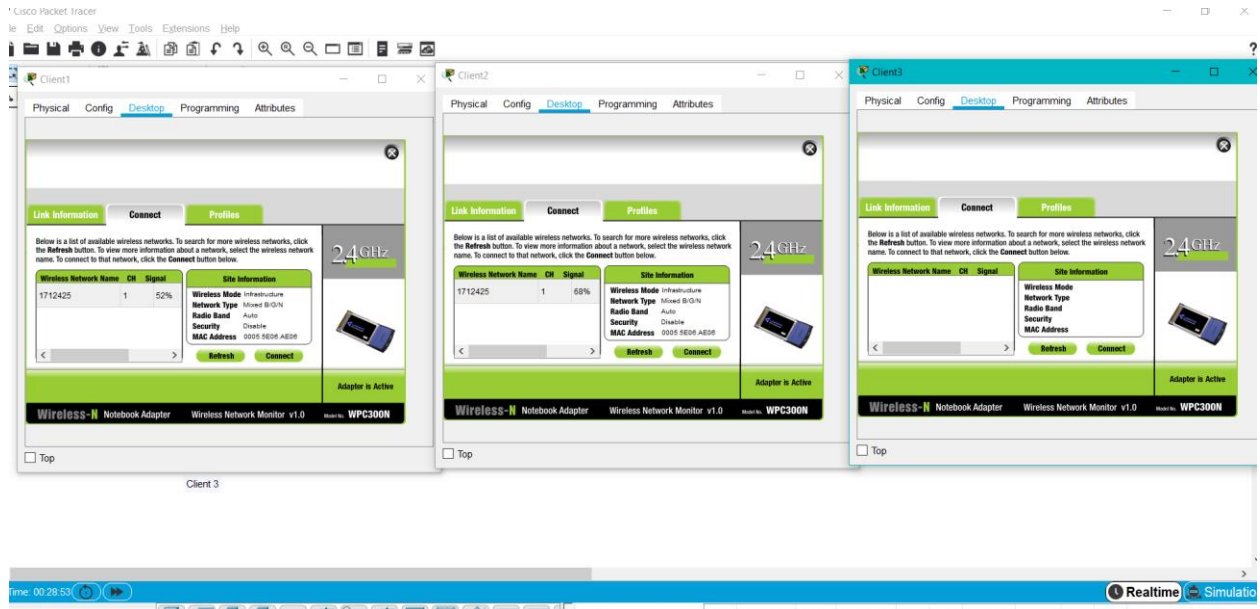 Cisco Packet Tracer
Edit Options View Tools Extensions Help
?
Client1
Physical Config Desktop Programming Attributes
Link Information Connect Profiles
Below is a list of available wireless networks. To search for more wireless networks, click
the Refresh button. To view more information about a network, select the wireless network
name. To connect to that network, click the Connect button below.
2.4GHz
Wireless Network Name CH Signal
1712425 1 52%
Site Information
Wireless Mode Infrastructure
Network Type Mixed B/G/N
Radio Band Auto
Security Disable
MAC Address 0005.5E06.AE06
Refresh Connect
Adapter is Active
Wireless-N Notebook Adapter Wireless Network Monitor v1.0 Model No. WPC300N
Top
Client2
Physical Config Desktop Programming Attributes
Link Information Connect Profiles
Below is a list of available wireless networks. To search for more wireless networks, click
the Refresh button. To view more information about a network, select the wireless network
name. To connect to that network, click the Connect button below.
2.4GHz
Wireless Network Name CH Signal
1712425 1 68%
Site Information
Wireless Mode Infrastructure
Network Type Mixed B/G/N
Radio Band Auto
Security Disable
MAC Address 0005.5E06.AE06
Refresh Connect
Adapter is Active
Wireless-N Notebook Adapter Wireless Network Monitor v1.0 Model No. WPC300N
Top
Client3
Physical Config Desktop Programming Attributes
Link Information Connect Profiles
Below is a list of available wireless networks. To search for more wireless networks, click
the Refresh button. To view more information about a network, select the wireless network
name. To connect to that network, click the Connect button below.
2.4GHz
Wireless Network Name CH Signal
Site Information
Wireless Mode
Network Type
Radio Band
Security
MAC Address
Refresh Connect
Adapter is Active
Wireless-N Notebook Adapter Wireless Network Monitor v1.0 Model No. WPC300N
Top
Client 3
Time: 00:28:53
Realtime Simulatio